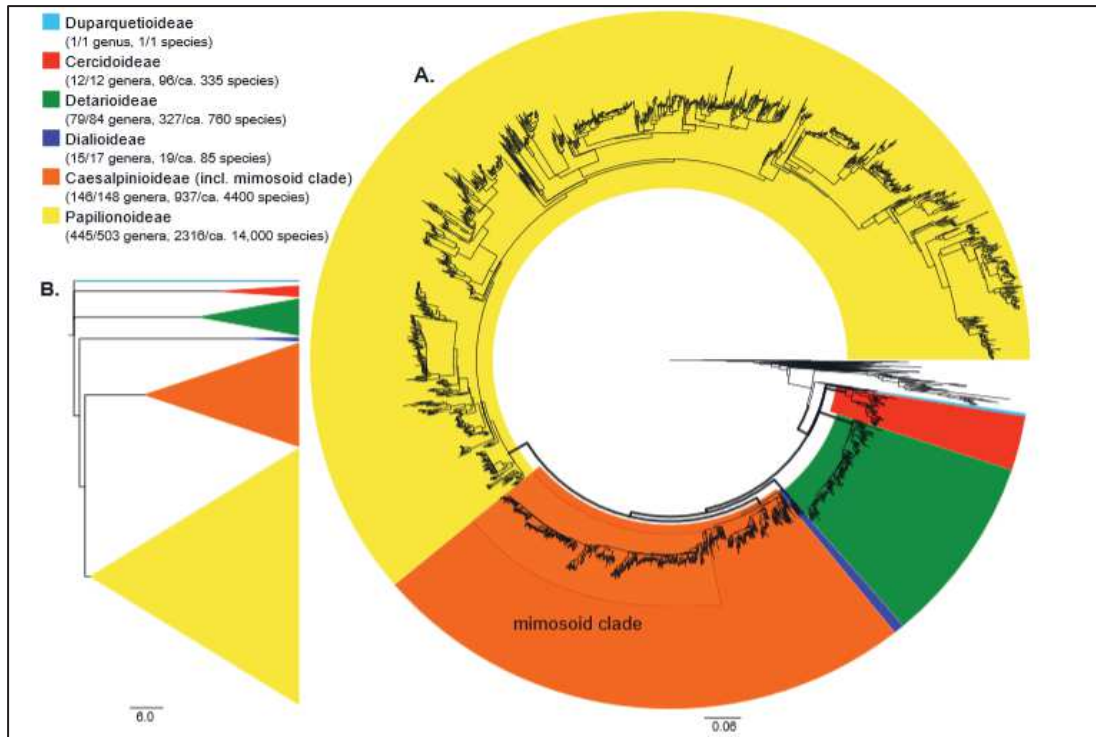 Duparquetioideae
(1/1 genus, 1/1 species)
Cercidoideae
(12/12 genera, 96/ca. 335 species)
Detarioideae
(79/84 genera, 327/ca. 760 species)
Dialioideae
(15/17 genera, 19/ca. 85 species)
Caesalpinioideae (incl. mimosoid clade)
(146/148 genera, 937/ca. 4400 species)
Papilionoideae
(445/503 genera, 2316/ca. 14,000 species)
A.
B.
mimosoid clade
6.0
0.06